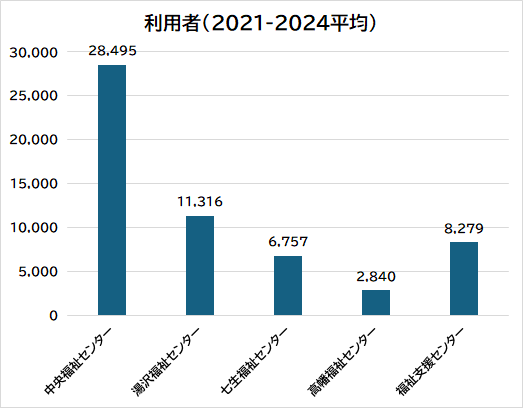 利用者（2021-2024平均）
30,000
25,000
20,000
15,000
10,000
5,000
0
28,495
11,316
6,757
2,840
8,279
中央福祉センター
湯沢福祉センター
七生福祉センター
高幡福祉センター
福祉支援センター